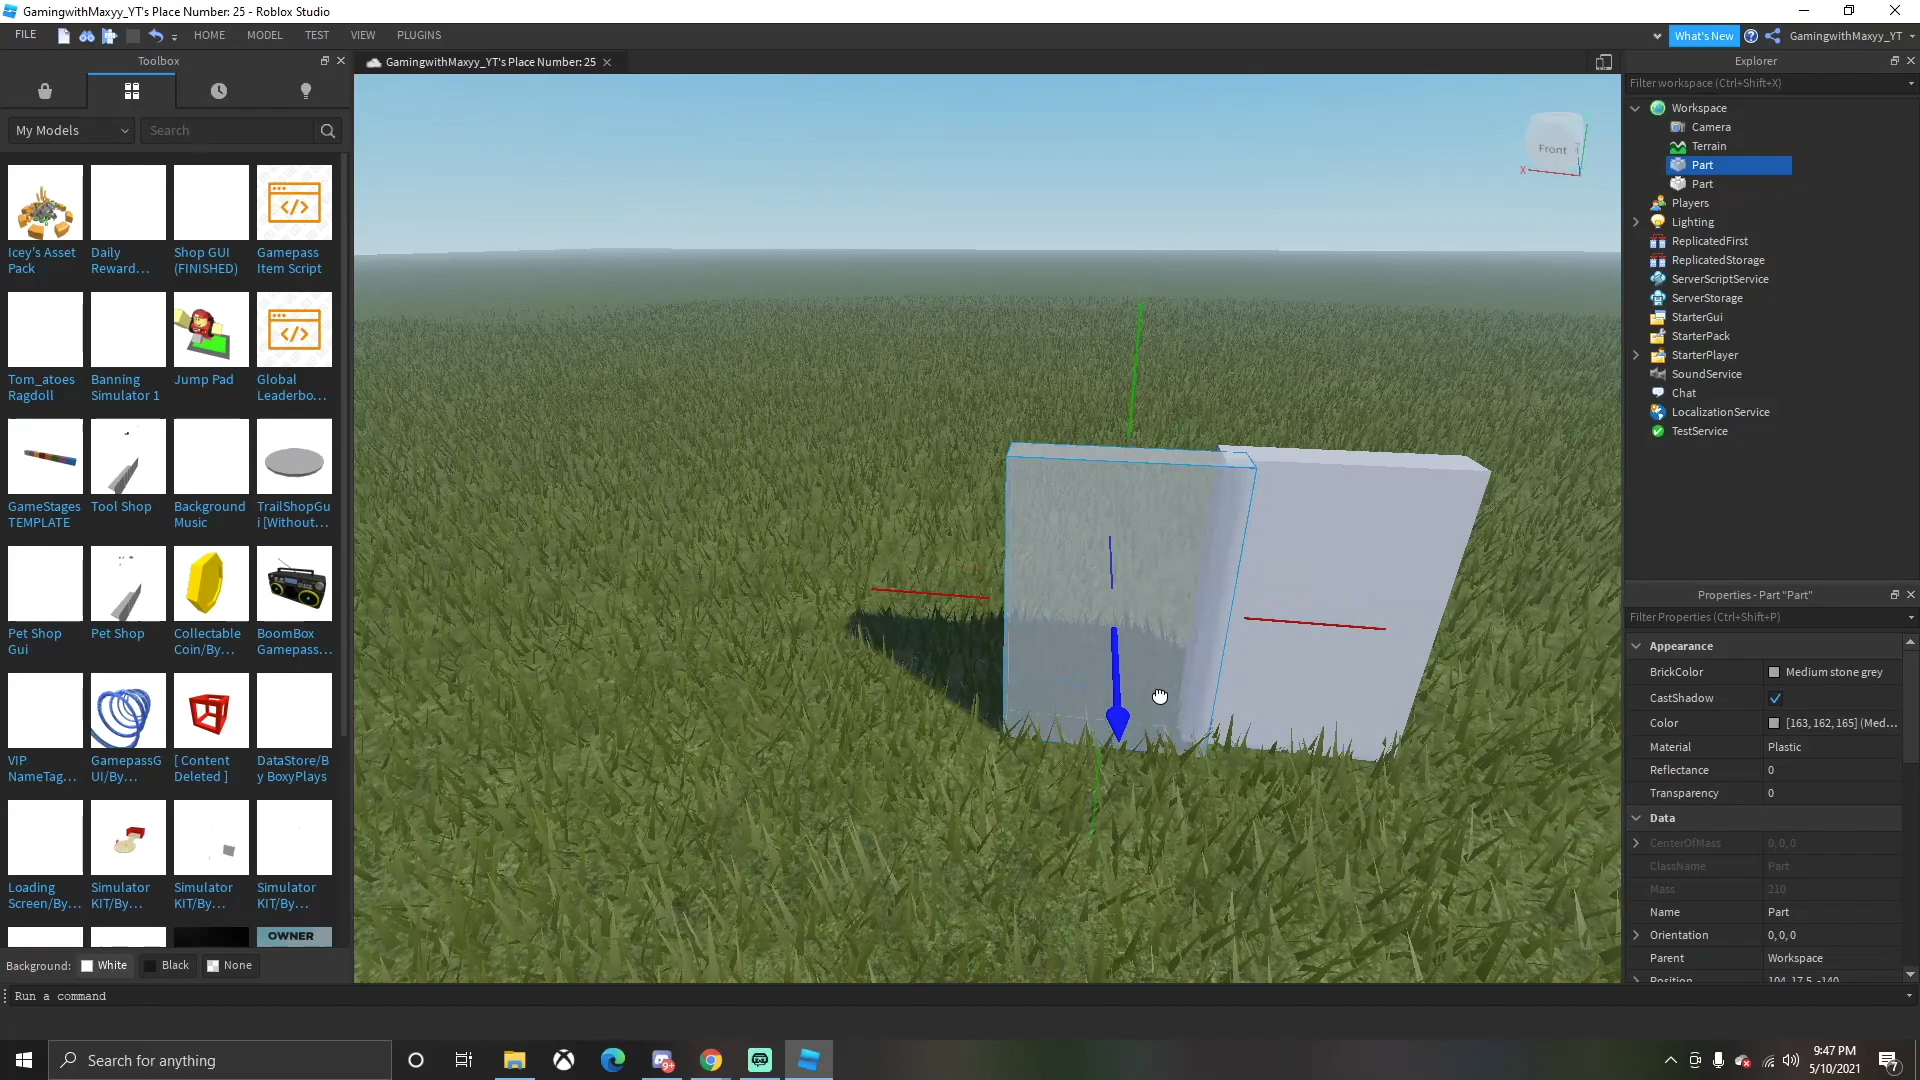 GamingwithMaxyy_YT's Place Number: 25 - Roblox Studio
FILE HOME MODEL TEST VIEW PLUGINS What's New GamingwithMaxyy_YT
Toolbox
GamingwithMaxyy_YT's Place Number: 25
My Models Search
Icey's Asset Pack
Daily Reward...
Shop GUI (FINISHED)
Gamepass Item Script
Tom_atoes Ragdoll
Banning Simulator 1
Jump Pad
Global Leaderbo...
GameStages TEMPLATE
Tool Shop
Background Music
TrailShopGu i [Without...
Pet Shop Gui
Pet Shop
Collectable Coin/By...
BoomBox Gamepass...
VIP NameTag...
GamepassG UI/By...
[ Content Deleted ]
DataStore/B y BoxyPlays
Loading Screen/By...
Simulator KIT/By...
Simulator KIT/By...
Simulator KIT/By...
OWNER
Background: White Black None
Run a command
Front
X
Explorer
Filter workspace (Ctrl+Shift+X)
Workspace
Camera
Terrain
Part
Part
Players
Lighting
ReplicatedFirst
ReplicatedStorage
ServerScriptService
ServerStorage
StarterGui
StarterPack
StarterPlayer
SoundService
Chat
LocalizationService
TestService
Properties - Part "Part"
Filter Properties (Ctrl+Shift+P)
Appearance
BrickColor Medium stone grey
CastShadow
Color [163, 162, 165] (Med...
Material Plastic
Reflectance 0
Transparency 0
Data
CenterOfMass 0, 0, 0
ClassName Part
Mass 210
Name Part
Orientation 0, 0, 0
Parent Workspace
Position 104, 17.5, -140
Search for anything
9+
9:47 PM
5/10/2021
7